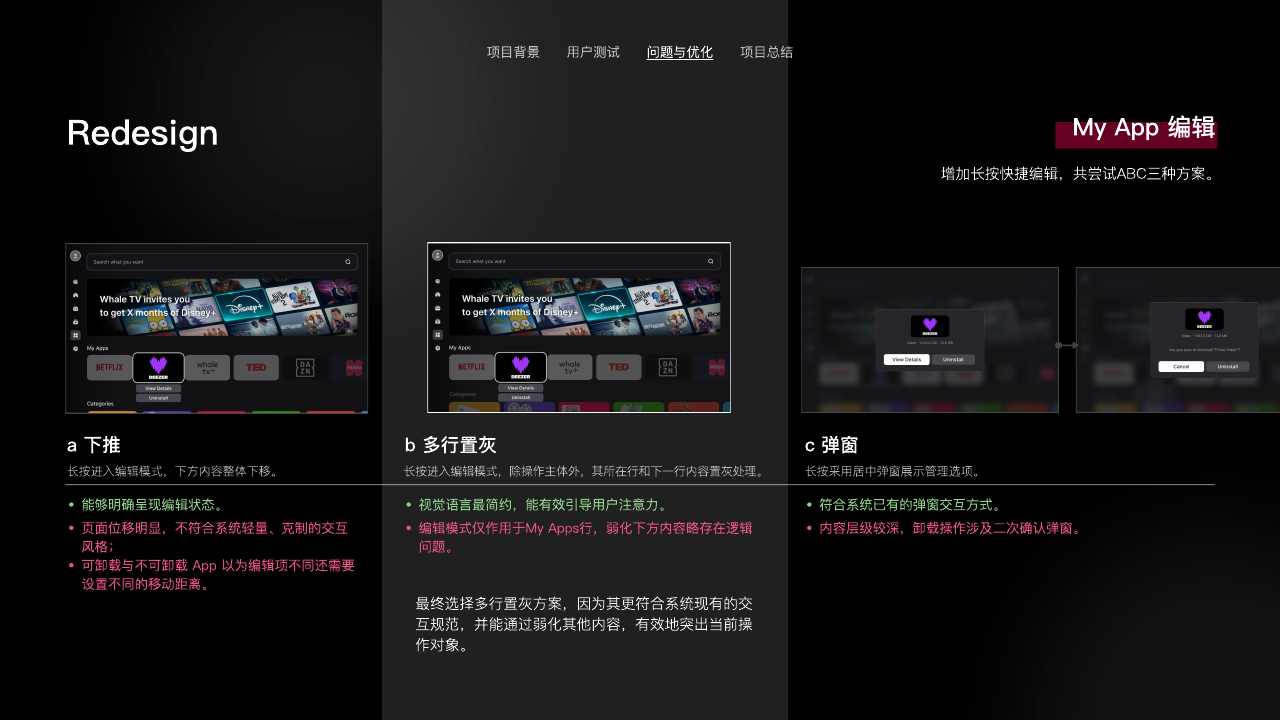 项目背景 用户测试 问题与优化 项目总结
Redesign
My App 编辑
增加长按快捷编辑，共尝试ABC三种方案。
Search what you want
Whale TV invites you
to get X months of Disney+
Disney+
My Apps
NETFLIX
DEEZER
whale tv+
TED
DAZN
View Details
Uninstall
Categories
Search what you want
Whale TV invites you
to get X months of Disney+
Disney+
My Apps
NETFLIX
DEEZER
whale tv+
TED
DAZN
View Details
Uninstall
Categories
DEEZER
View Details Uninstall
DEEZER
Cancel Uninstall
a 下推
长按进入编辑模式，下方内容整体下移。
• 能够明确呈现编辑状态。
• 页面位移明显，不符合系统轻量、克制的交互
风格；
• 可卸载与不可卸载 App 以为编辑项不同还需要
设置不同的移动距离。
b 多行置灰
长按进入编辑模式，除操作主体外，其所在行和下一行内容置灰处理。
• 视觉语言最简约，能有效引导用户注意力。
• 编辑模式仅作用于My Apps行，弱化下方内容略存在逻辑
问题。
最终选择多行置灰方案，因为其更符合系统现有的交
互规范，并能通过弱化其他内容，有效地突出当前操
作对象。
c 弹窗
长按采用居中弹窗展示管理选项。
• 符合系统已有的弹窗交互方式。
• 内容层级较深，卸载操作涉及二次确认弹窗。